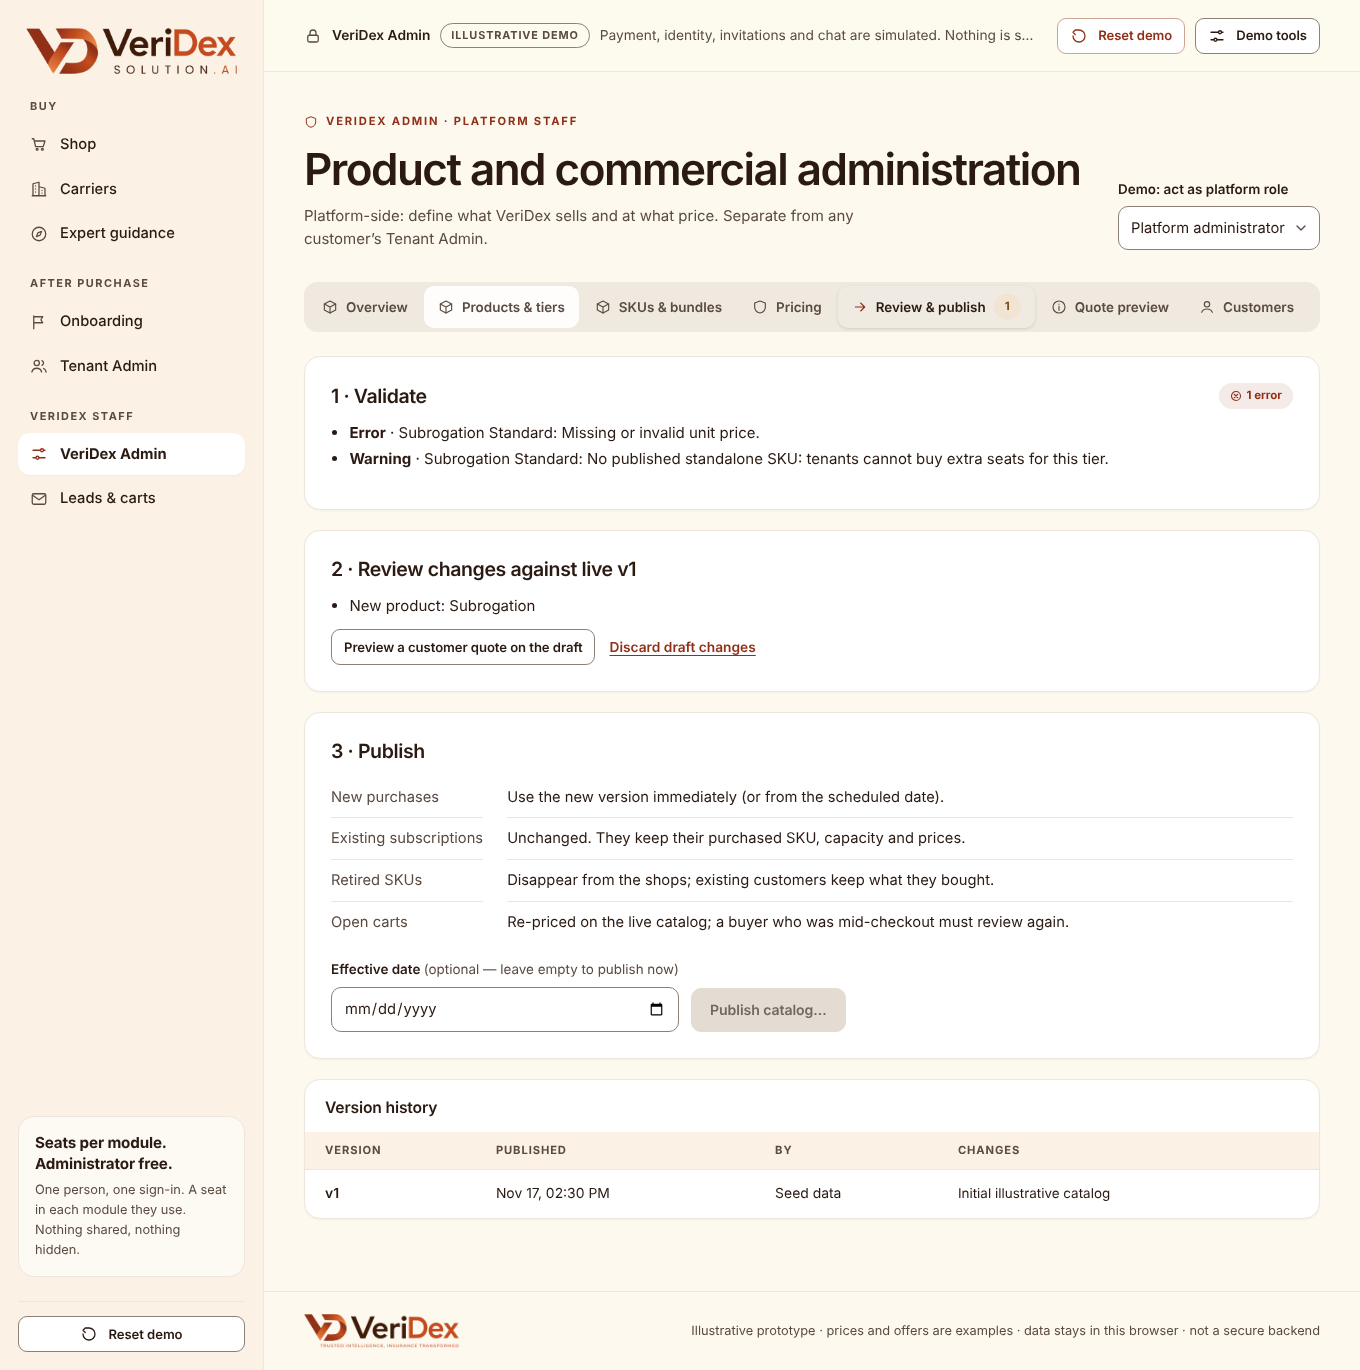 VeriDex
SOLUTION.AI
BUY
Shop
Carriers
Expert guidance
AFTER PURCHASE
Onboarding
Tenant Admin
VERIDEX STAFF
VeriDex Admin
Leads & carts
Seats per module.
Administrator free.
One person, one sign-in. A seat
in each module they use.
Nothing shared, nothing
hidden.
Reset demo
VeriDex Admin ILLUSTRATIVE DEMO Payment, identity, invitations and chat are simulated. Nothing is s... Reset demo Demo tools
VERIDEX ADMIN · PLATFORM STAFF
Product and commercial administration
Platform-side: define what VeriDex sells and at what price. Separate from any
customer’s Tenant Admin.
Demo: act as platform role
Platform administrator
Overview Products & tiers SKUs & bundles Pricing Review & publish 1 Quote preview Customers
1 · Validate 1 error
Error · Subrogation Standard: Missing or invalid unit price.
Warning · Subrogation Standard: No published standalone SKU: tenants cannot buy extra seats for this tier.
2 · Review changes against live v1
New product: Subrogation
Preview a customer quote on the draft Discard draft changes
3 · Publish
New purchases Use the new version immediately (or from the scheduled date).
Existing subscriptions Unchanged. They keep their purchased SKU, capacity and prices.
Retired SKUs Disappear from the shops; existing customers keep what they bought.
Open carts Re-priced on the live catalog; a buyer who was mid-checkout must review again.
Effective date (optional — leave empty to publish now)
mm/dd/yyyy Publish catalog...
Version history
VERSION PUBLISHED BY CHANGES
v1 Nov 17, 02:30 PM Seed data Initial illustrative catalog
VeriDex
TRUSTED INTELLIGENCE, INSURANCE TRANSFORMED
Illustrative prototype · prices and offers are examples · data stays in this browser · not a secure backend